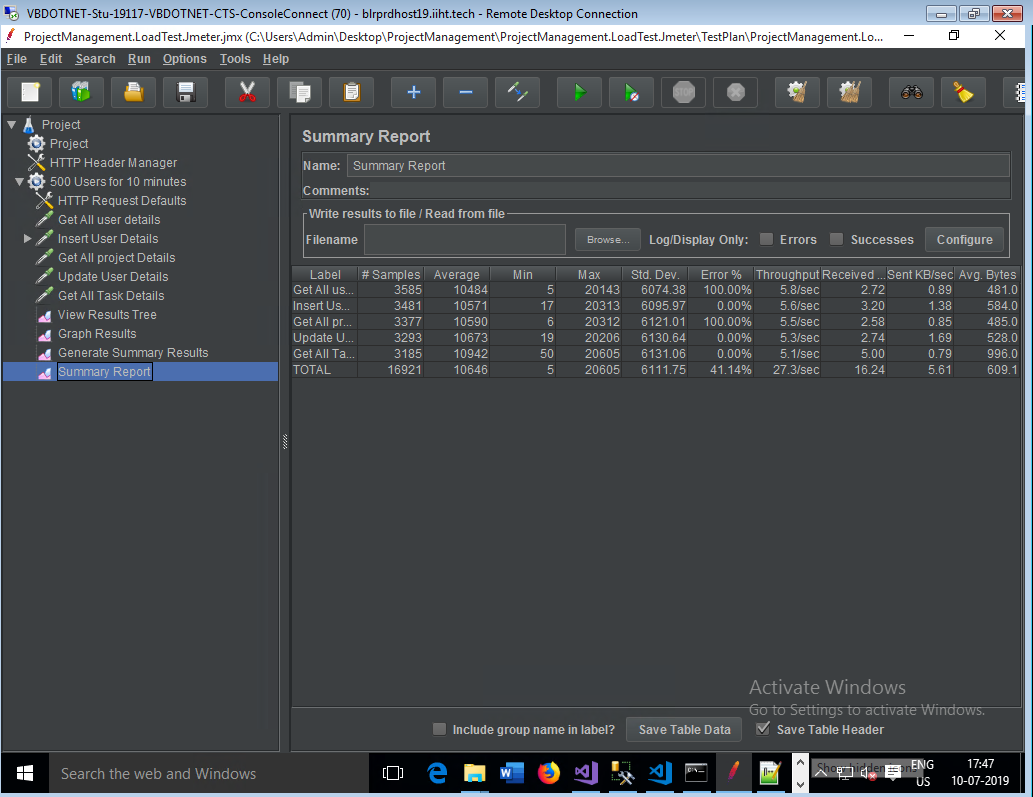 VBDOTNET-Stu-19117-VBDOTNET-CTS-ConsoleConnect (70) - blrprdhost19.iiht.tech - Remote Desktop Connection
ProjectManagement.LoadTest.Jmeter.jmx (C:\Users\Admin\Desktop\ProjectManagement\ProjectManagement.LoadTest.Jmeter\TestPlan\ProjectManagement.Lo...
File Edit Search Run Options Tools Help
STOP
Project
Project
HTTP Header Manager
500 Users for 10 minutes
HTTP Request Defaults
Get All user details
Insert User Details
Get All project Details
Update User Details
Get All Task Details
View Results Tree
Graph Results
Generate Summary Results
Summary Report
Summary Report
Name: Summary Report
Comments:
Write results to file / Read from file
Filename Browse... Log/Display Only: Errors Successes Configure
Label # Samples Average Min Max Std. Dev. Error % Throughput Received ... Sent KB/sec Avg. Bytes
Get All us... 3585 10484 5 20143 6074.38 100.00% 5.8/sec 2.72 0.89 481.0
Insert Us... 3481 10571 17 20313 6095.97 0.00% 5.6/sec 3.20 1.38 584.0
Get All pr... 3377 10590 6 20312 6121.01 100.00% 5.5/sec 2.58 0.85 485.0
Update U... 3293 10673 19 20206 6130.64 0.00% 5.3/sec 2.74 1.69 528.0
Get All Ta... 3185 10942 50 20605 6131.06 0.00% 5.1/sec 5.00 0.79 996.0
TOTAL 16921 10646 5 20605 6111.75 41.14% 27.3/sec 16.24 5.61 609.1
Activate Windows
Go to Settings to activate Windows.
Include group name in label? Save Table Data Save Table Header
Search the web and Windows
Show hidden icons
ENG
US
17:47
10-07-2019